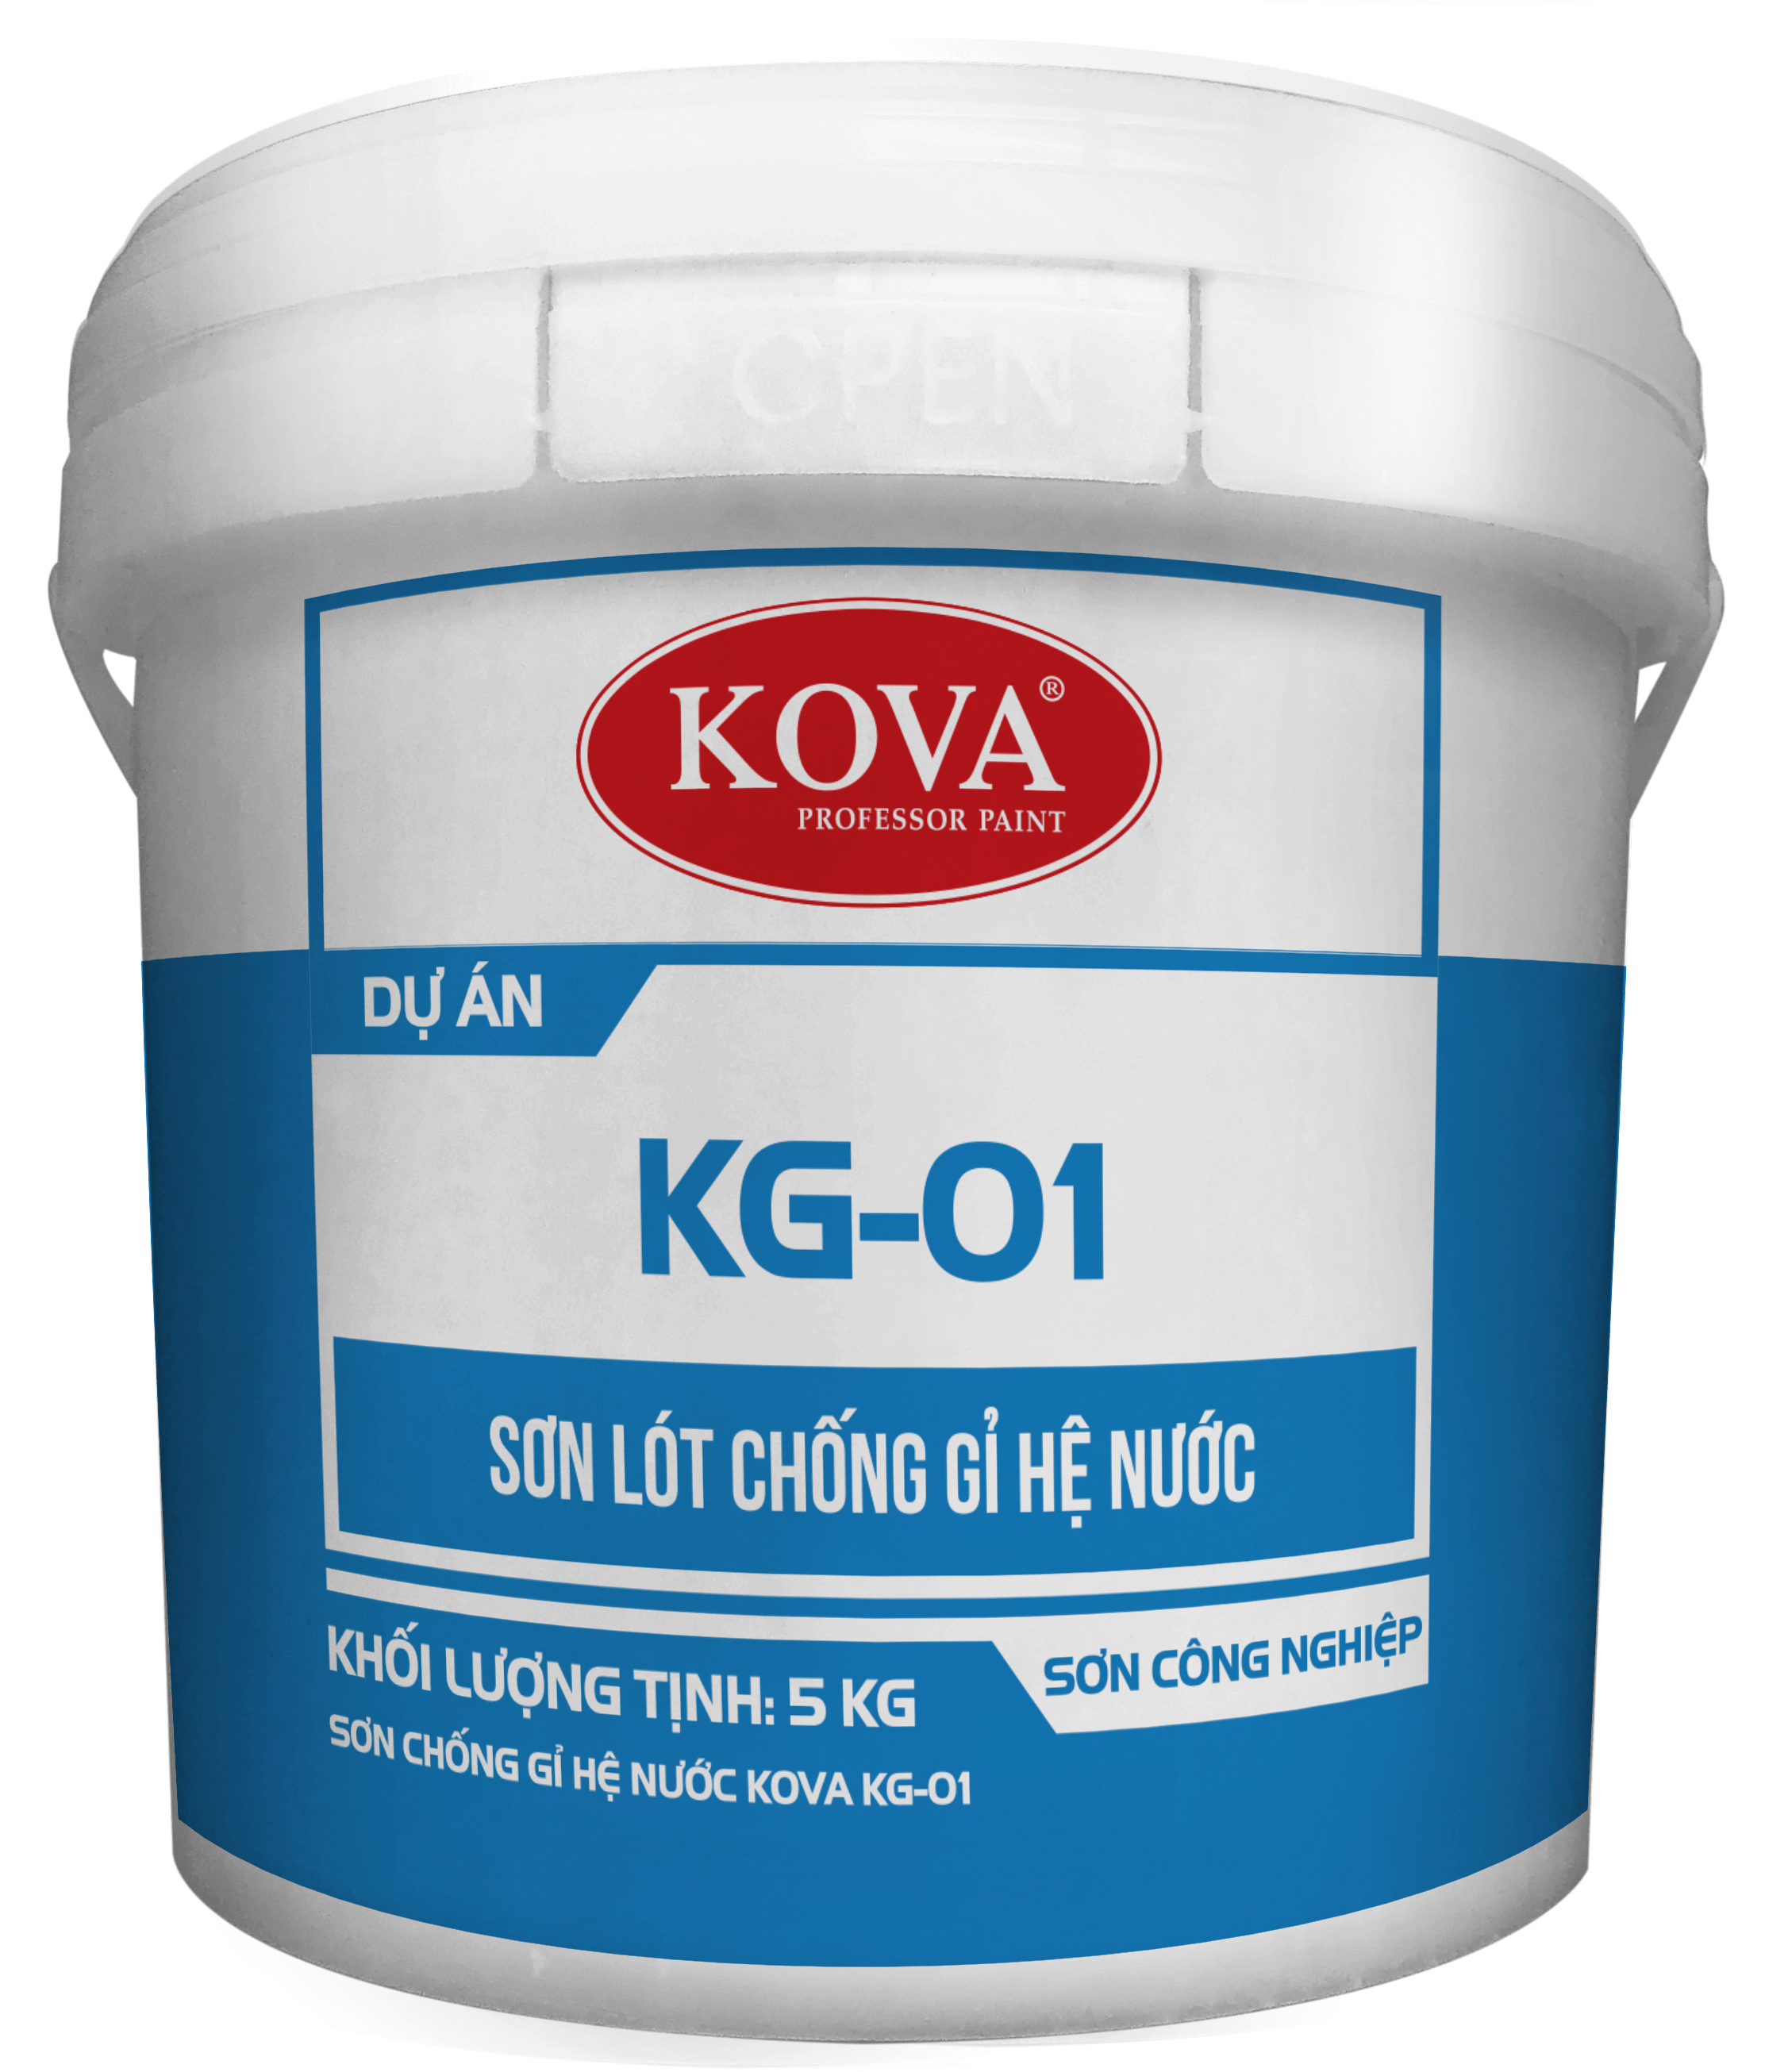 OPEN
KOVA®
PROFESSOR PAINT
DỰ ÁN
KG-01
SƠN LÓT CHỐNG GỈ HỆ NƯỚC
KHỐI LƯỢNG TỊNH: 5 KG
SƠN CÔNG NGHIỆP
SƠN CHỐNG GỈ HỆ NƯỚC KOVA KG-01